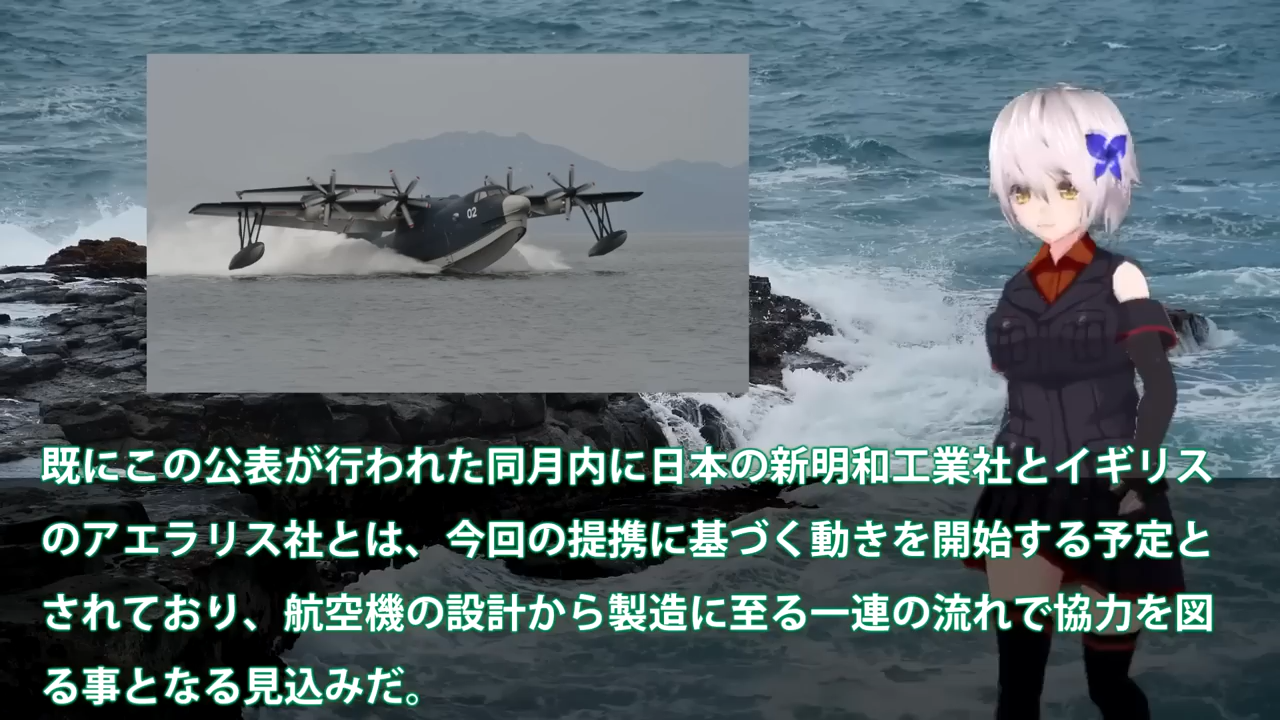 02
既にこの公表が行われた同月内に日本の新明和工業社とイギリス
のアエラリス社とは、今回の提携に基づく動きを開始する予定と
されており、航空機の設計から製造に至る一連の流れで協力を図
る事となる見込みだ。